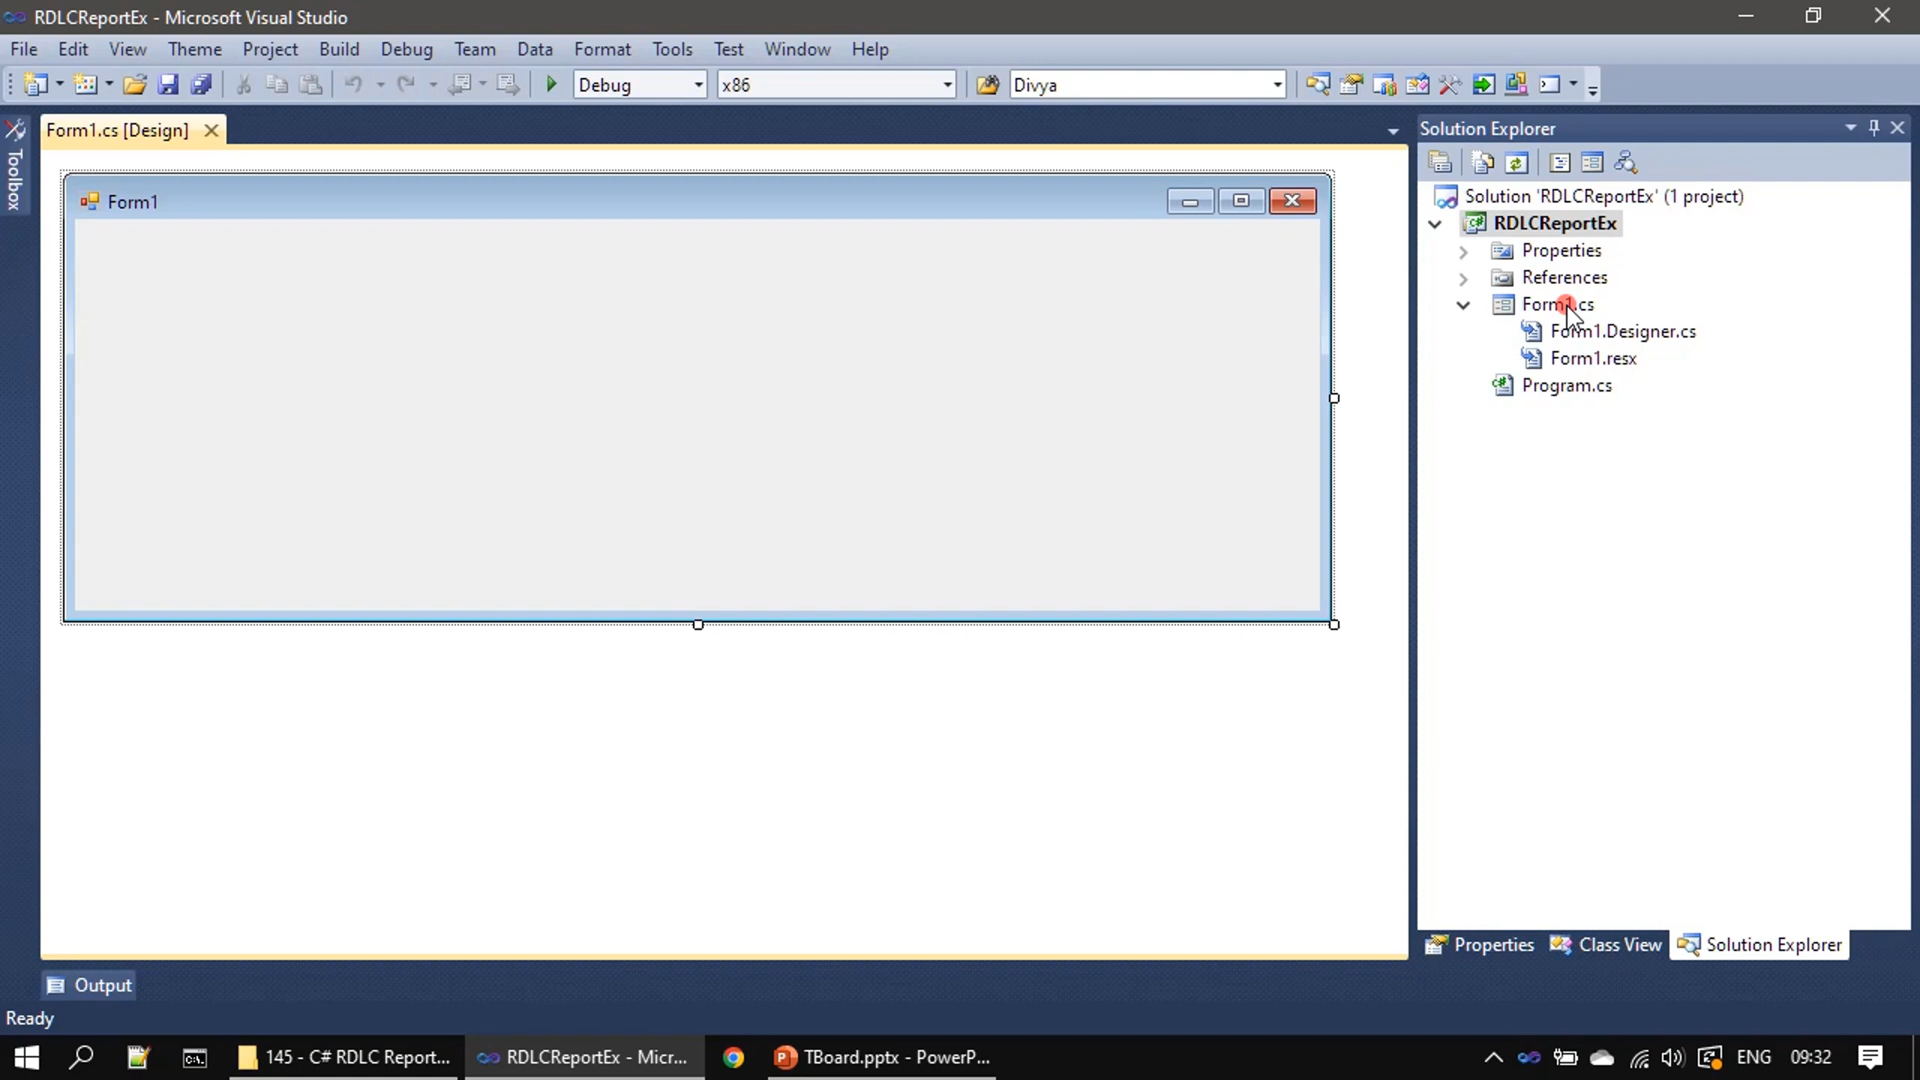 RDLCReportEx - Microsoft Visual Studio
File Edit View Theme Project Build Debug Team Data Format Tools Test Window Help
Debug x86 Divya
Toolbox
Form1.cs [Design]
Form1
Solution Explorer
Solution 'RDLCReportEx' (1 project)
RDLCReportEx
Properties
References
Form1.cs
Form1.Designer.cs
Form1.resx
Program.cs
Properties Class View Solution Explorer
Output
Ready
145 - C# RDLC Report... RDLCReportEx - Micr... TBoard.pptx - PowerP... ENG 09:32